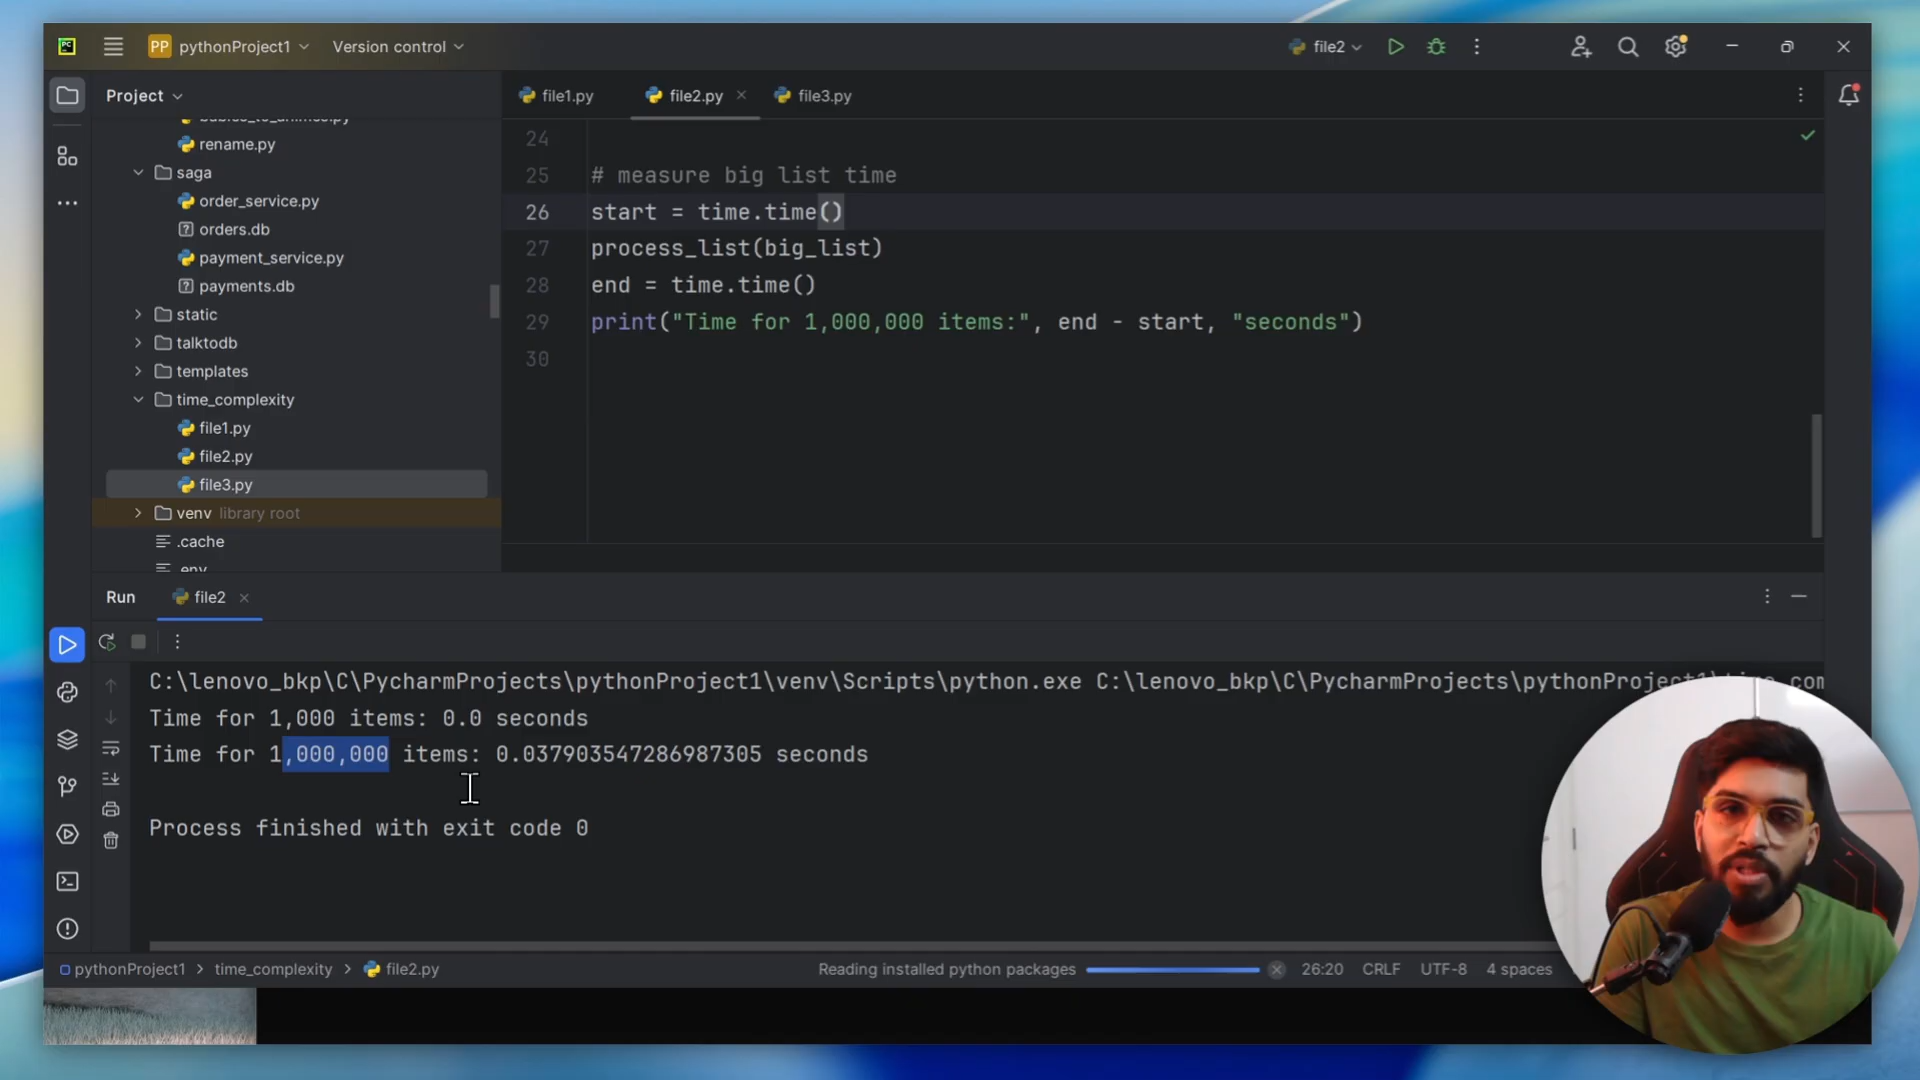 PC
PP pythonProject1
Version control
file2
Project
file1.py
file2.py
file3.py
rename.py
saga
order_service.py
orders.db
payment_service.py
payments.db
static
talktodb
templates
time_complexity
file1.py
file2.py
file3.py
venv library root
.cache
.env
24
25 # measure big list time
26 start = time.time()
27 process_list(big_list)
28 end = time.time()
29 print("Time for 1,000,000 items:", end - start, "seconds")
30
Run file2
C:\lenovo_bkp\C\PycharmProjects\pythonProject1\venv\Scripts\python.exe C:\lenovo_bkp\C\PycharmProjects\pythonProject1\time_com
Time for 1,000 items: 0.0 seconds
Time for 1,000,000 items: 0.037903547286987305 seconds
Process finished with exit code 0
pythonProject1 > time_complexity > file2.py
Reading installed python packages
26:20 CRLF UTF-8 4 spaces